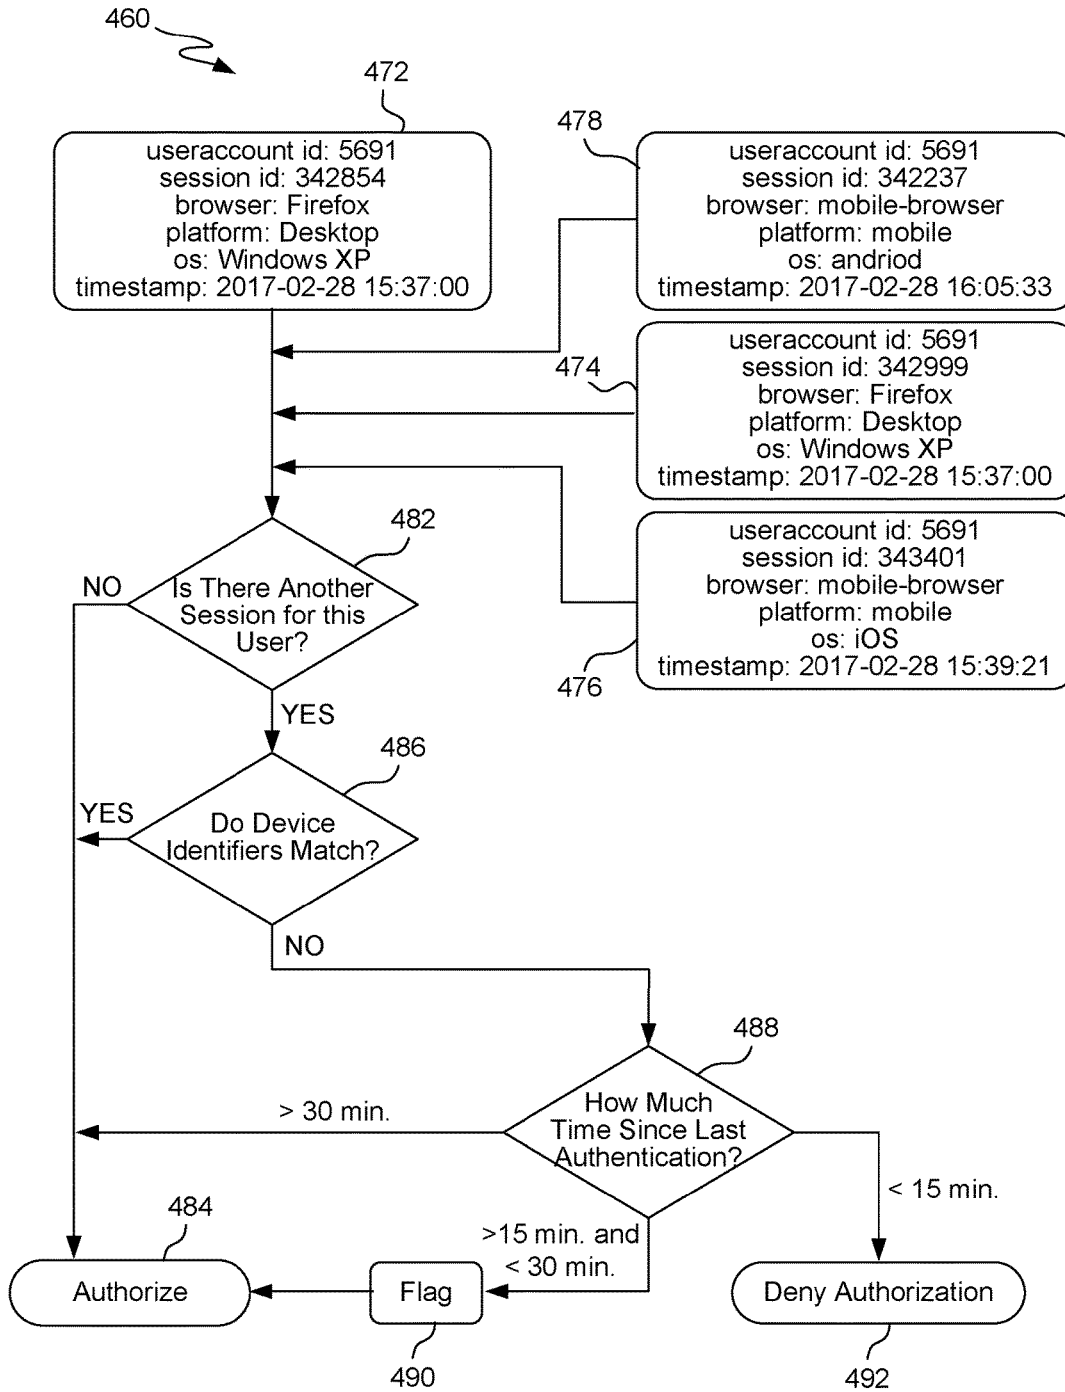 460
472
useraccount id: 5691
session id: 342854
browser: Firefox
platform: Desktop
os: Windows XP
timestamp: 2017-02-28 15:37:00
478
useraccount id: 5691
session id: 342237
browser: mobile-browser
platform: mobile
os: andriod
timestamp: 2017-02-28 16:05:33
474
useraccount id: 5691
session id: 342999
browser: Firefox
platform: Desktop
os: Windows XP
timestamp: 2017-02-28 15:37:00
476
useraccount id: 5691
session id: 343401
browser: mobile-browser
platform: mobile
os: iOS
timestamp: 2017-02-28 15:39:21
482
NO
Is There Another
Session for this
User?
YES
486
YES
Do Device
Identifiers Match?
NO
488
> 30 min.
How Much
Time Since Last
Authentication?
< 15 min.
484
>15 min. and
< 30 min.
Authorize
Flag
Deny Authorization
490
492